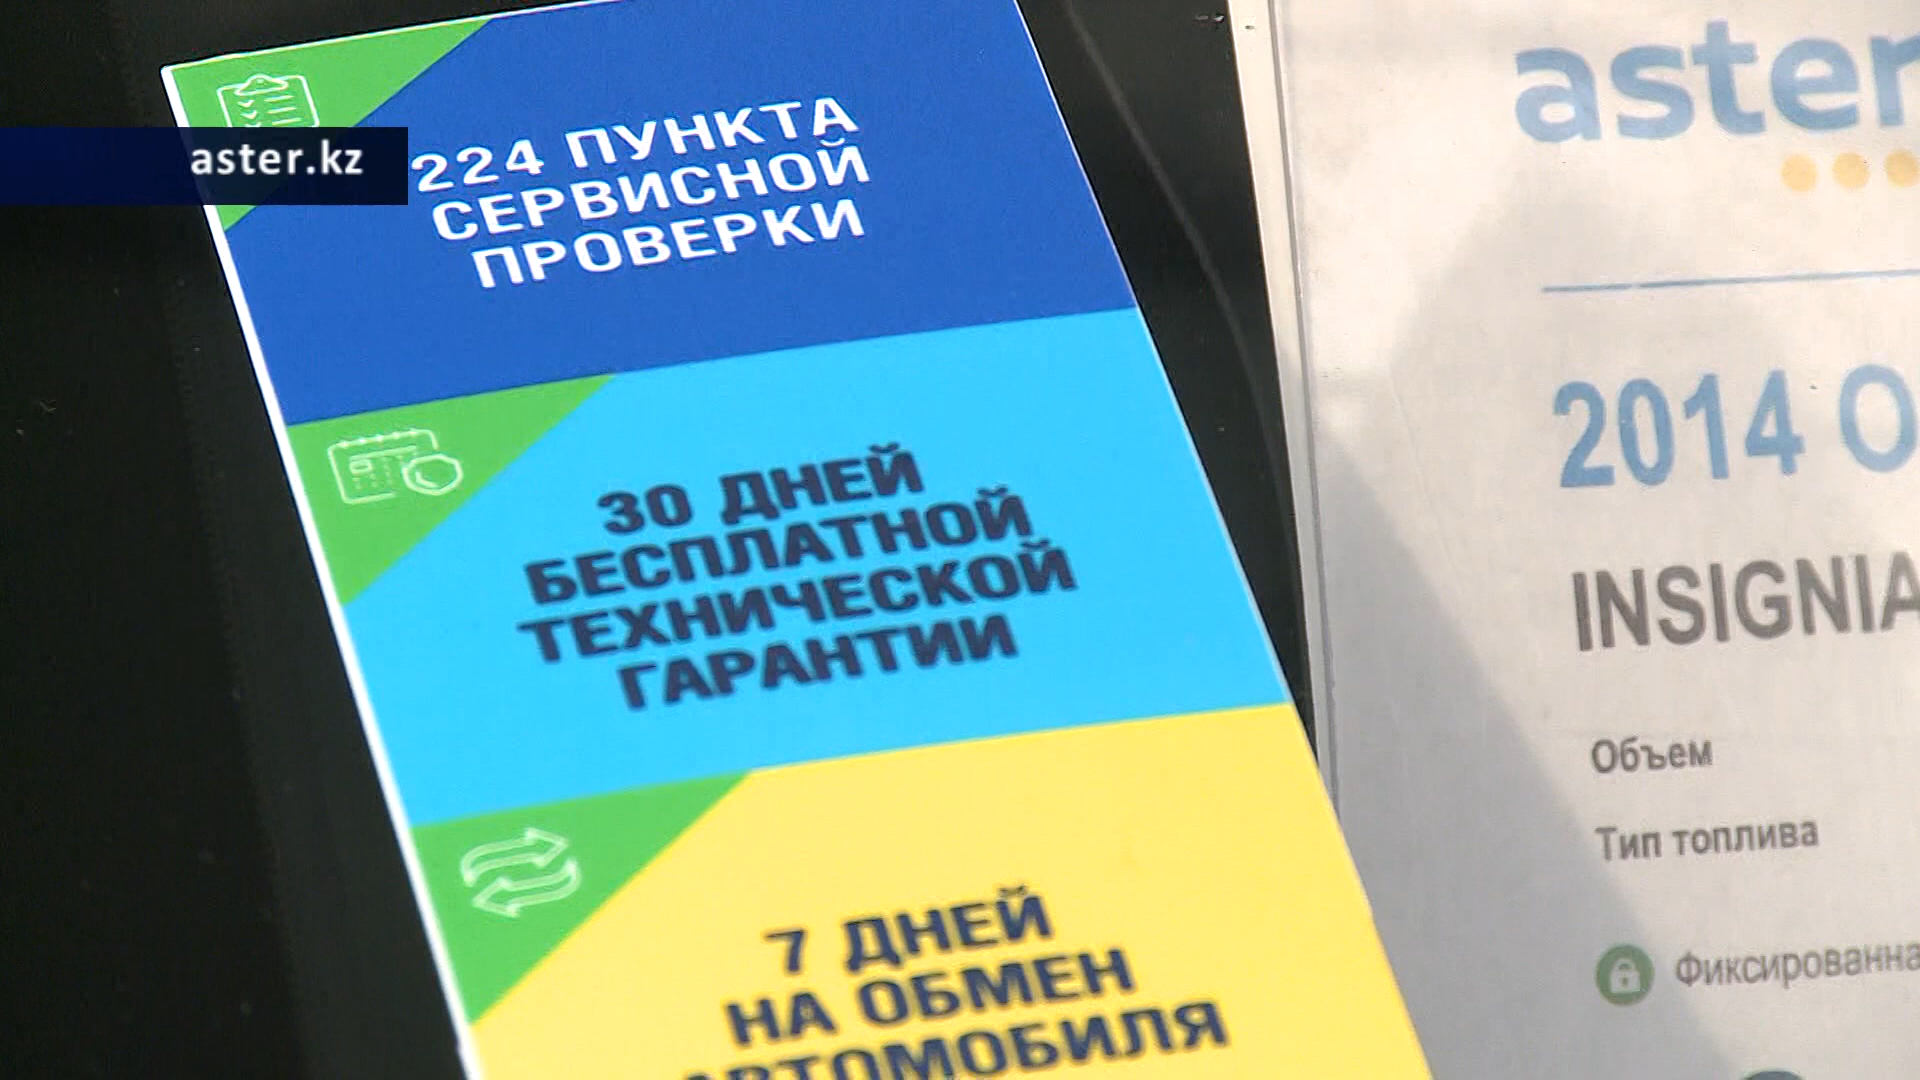 aster.kz
224 ПУНКТА
СЕРВИСНОЙ
ПРОВЕРКИ
30 ДНЕЙ
БЕСПЛАТНОЙ
ТЕХНИЧЕСКОЙ
ГАРАНТИИ
7 ДНЕЙ
НА ОБМЕН
АВТОМОБИЛЯ
aster
2014
INSIGNIA
Объем
Тип топлива